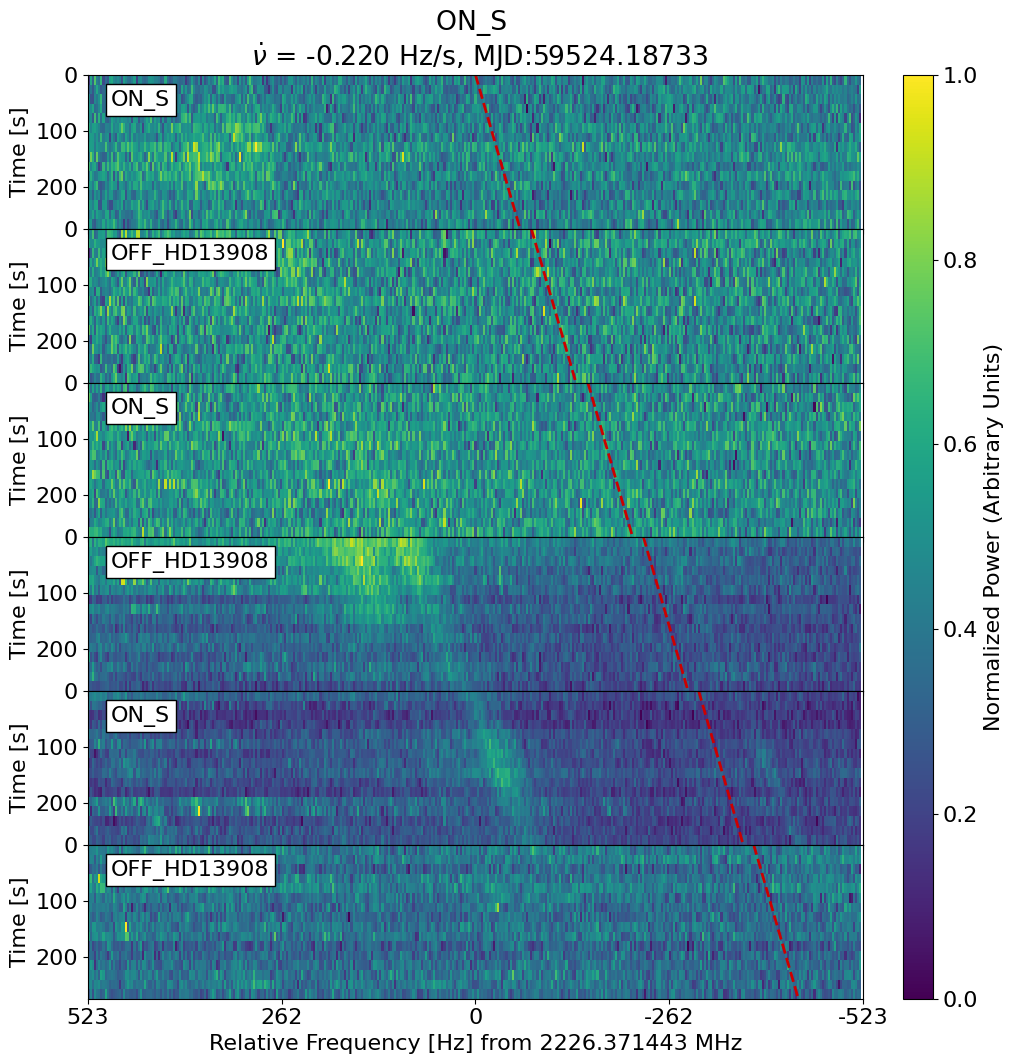 ON_S
ν̇ = -0.220 Hz/s, MJD:59524.18733
0
ON_S
100
200
Time [s]
0
OFF_HD13908
100
200
Time [s]
0
ON_S
100
200
Time [s]
0
OFF_HD13908
100
200
Time [s]
0
ON_S
100
200
Time [s]
0
OFF_HD13908
100
200
Time [s]
523 262 0 -262 -523
Relative Frequency [Hz] from 2226.371443 MHz
1.0
0.8
0.6
0.4
0.2
0.0
Normalized Power (Arbitrary Units)